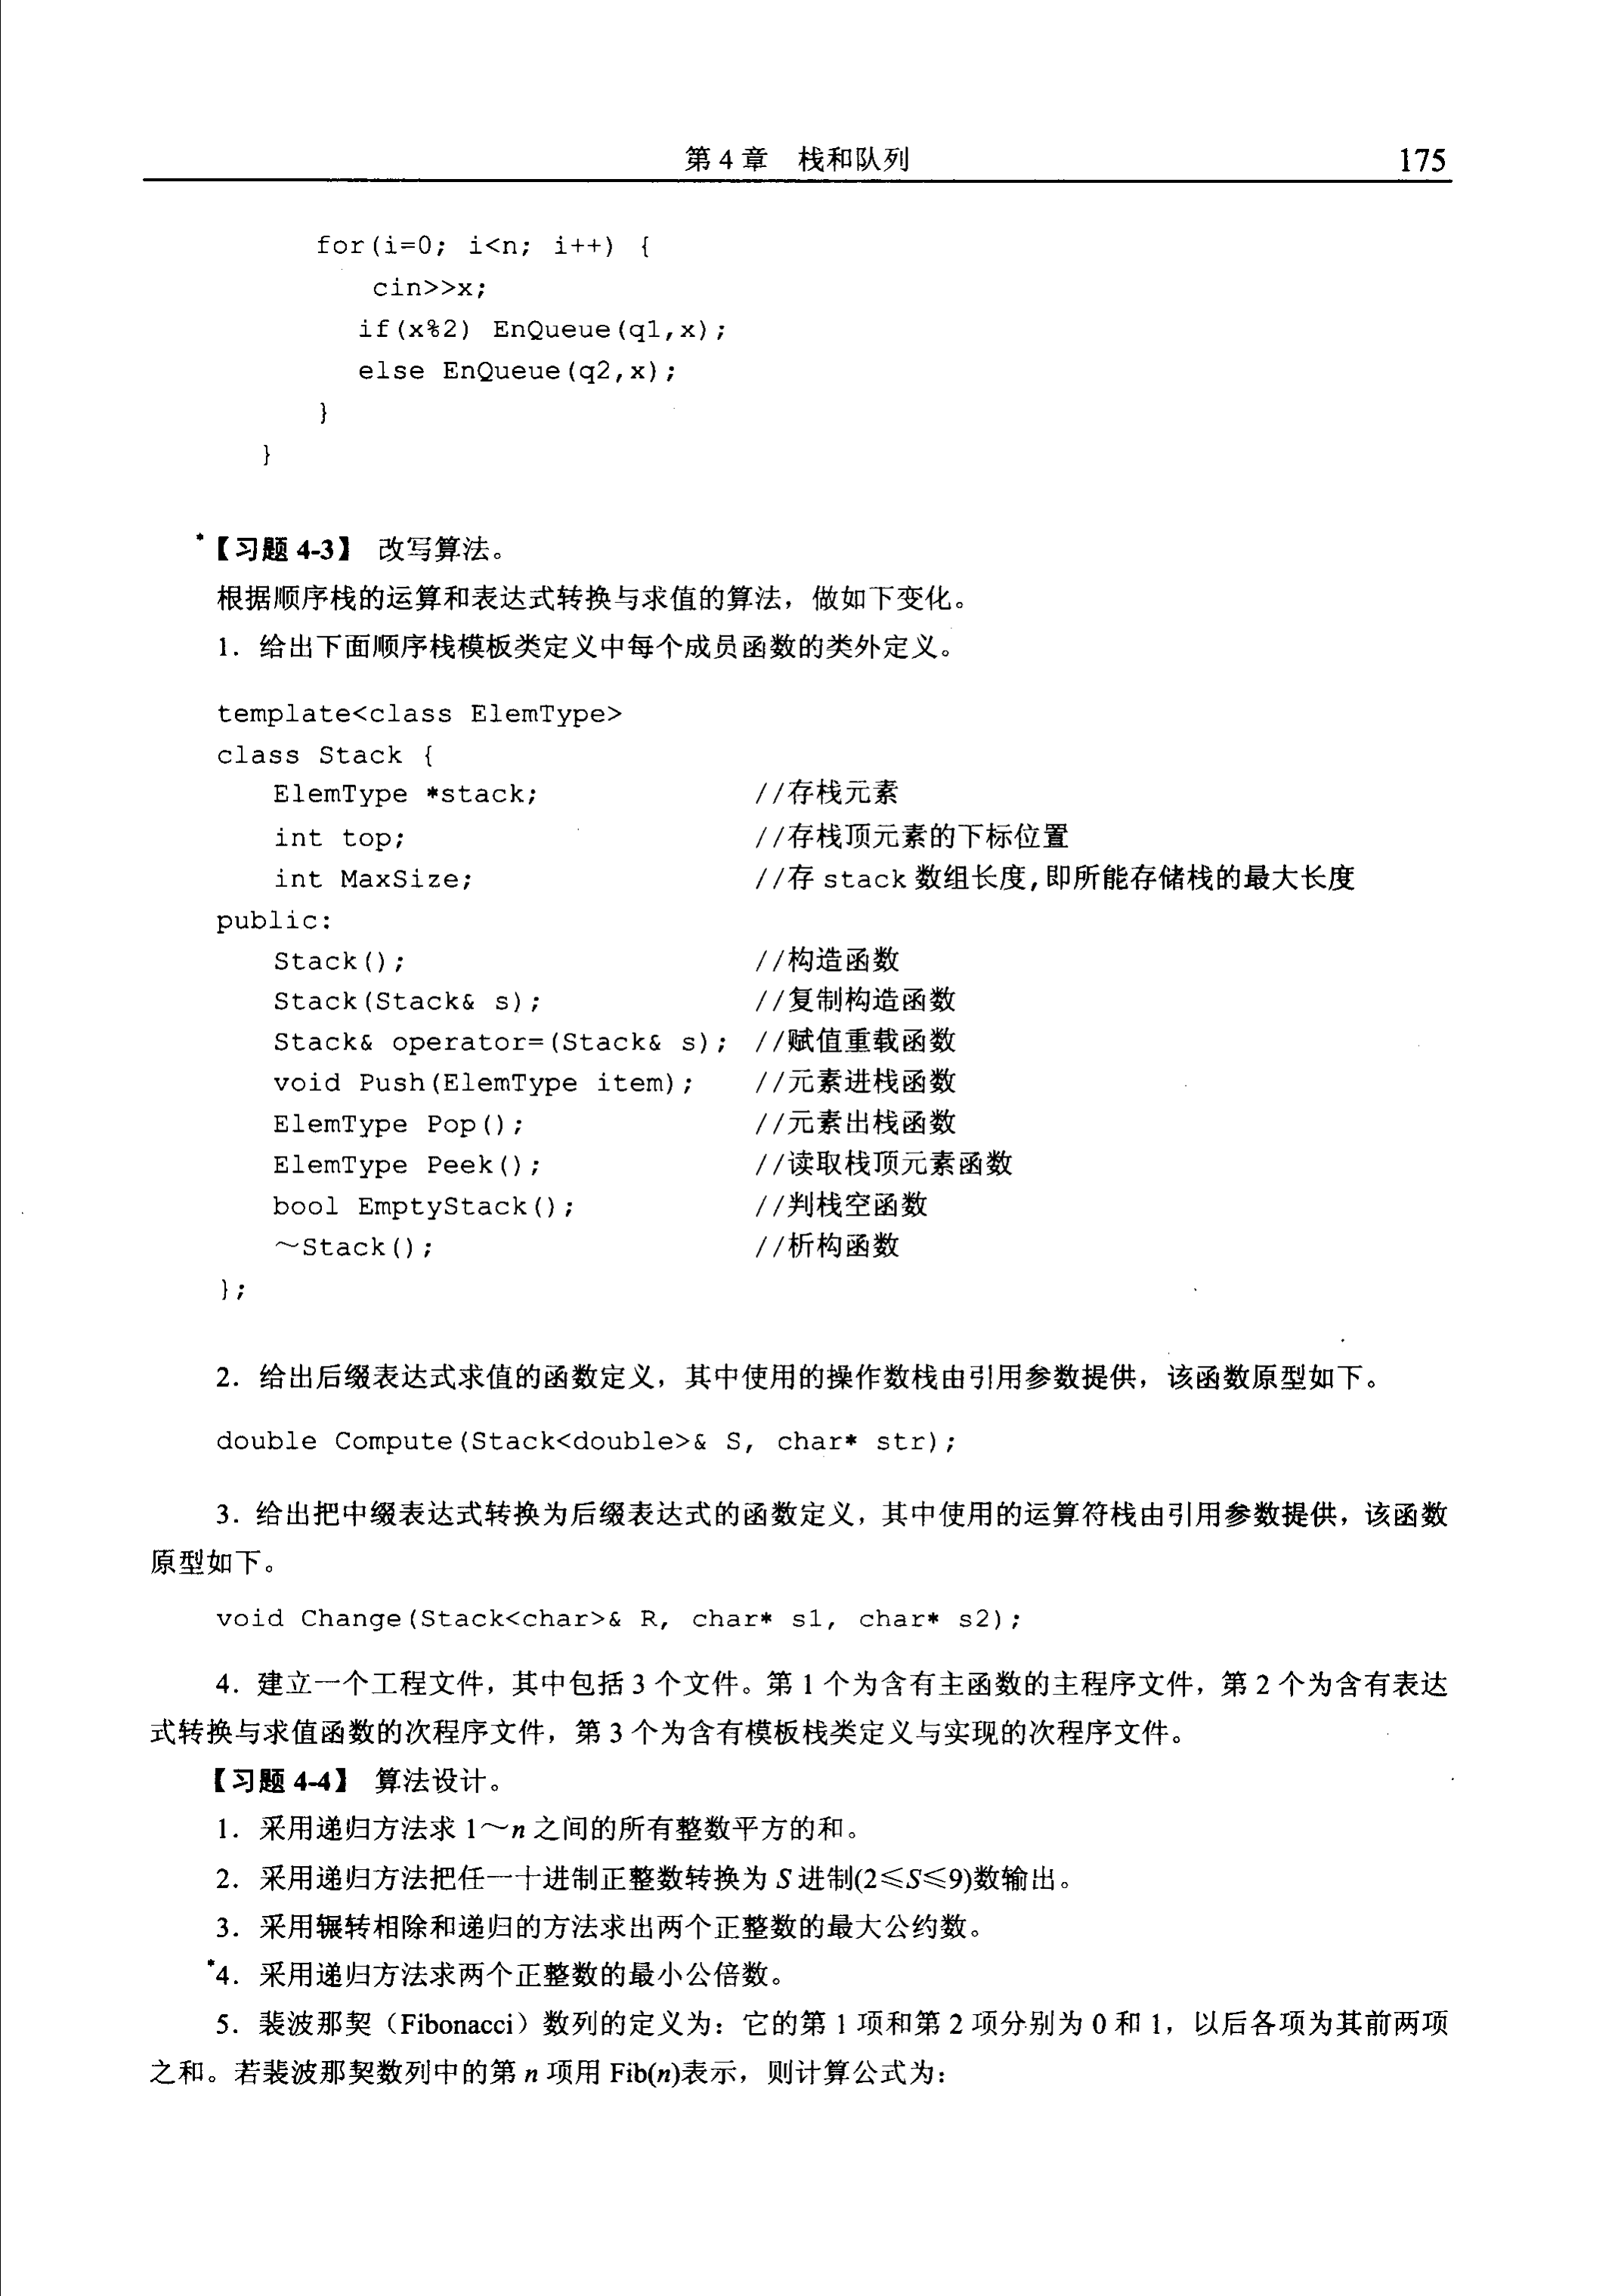 第 4 章 栈和队列 175
for(i=0; i<n; i++) {
cin>>x;
if(x%2) EnQueue(q1,x);
else EnQueue(q2,x);
}
}
*【习题 4-3】 改写算法。
根据顺序栈的运算和表达式转换与求值的算法，做如下变化。
1．给出下面顺序栈模板类定义中每个成员函数的类外定义。
template<class ElemType>
class Stack {
ElemType *stack; //存栈元素
int top; //存栈顶元素的下标位置
int MaxSize; //存 stack 数组长度,即所能存储栈的最大长度
public:
Stack(); //构造函数
Stack(Stack& s); //复制构造函数
Stack& operator=(Stack& s); //赋值重载函数
void Push(ElemType item); //元素进栈函数
ElemType Pop(); //元素出栈函数
ElemType Peek(); //读取栈顶元素函数
bool EmptyStack(); //判栈空函数
～Stack(); //析构函数
};
2．给出后缀表达式求值的函数定义，其中使用的操作数栈由引用参数提供，该函数原型如下。
double Compute(Stack<double>& S, char* str);
3．给出把中缀表达式转换为后缀表达式的函数定义，其中使用的运算符栈由引用参数提供，该函数
原型如下。
void Change(Stack<char>& R, char* s1, char* s2);
4．建立一个工程文件，其中包括 3 个文件。第 1 个为含有主函数的主程序文件，第 2 个为含有表达
式转换与求值函数的次程序文件，第 3 个为含有模板栈类定义与实现的次程序文件。
【习题 4-4】 算法设计。
1．采用递归方法求 1～n 之间的所有整数平方的和。
2．采用递归方法把任一十进制正整数转换为 S 进制(2≤S≤9)数输出。
3．采用辗转相除和递归的方法求出两个正整数的最大公约数。
*4．采用递归方法求两个正整数的最小公倍数。
5．裴波那契（Fibonacci）数列的定义为：它的第 1 项和第 2 项分别为 0 和 1，以后各项为其前两项
之和。若裴波那契数列中的第 n 项用 Fib(n)表示，则计算公式为：